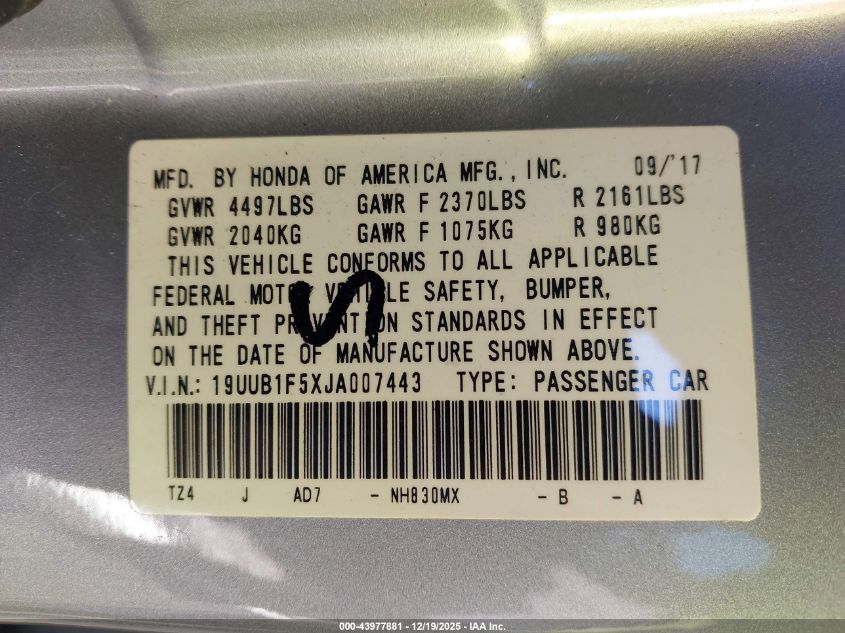 MFD. BY HONDA OF AMERICA MFG., INC. 09/'17
GVWR 4497LBS GAWR F 2370LBS R 2161LBS
GVWR 2040KG GAWR F 1075KG R 980KG
THIS VEHICLE CONFORMS TO ALL APPLICABLE
FEDERAL MOTOR VEHICLE SAFETY, BUMPER,
AND THEFT PREVENTION STANDARDS IN EFFECT
ON THE DATE OF MANUFACTURE SHOWN ABOVE.
V.I.N.: 19UUB1F5XJA007443 TYPE: PASSENGER CAR
TZ4 J AD7 - NH830MX - B - A
S
000-43977881 - 12/19/2025 - IAA Inc.